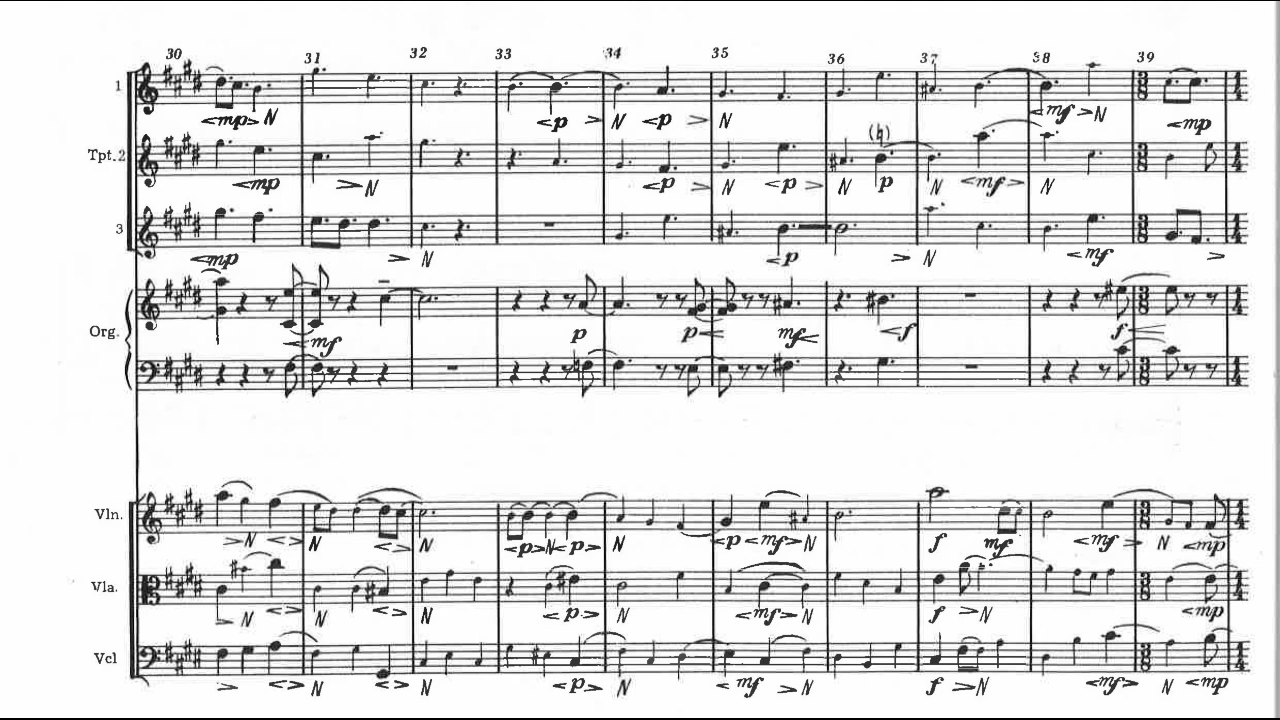 30 31 32 33 34 35 36 37 38 39
1
mp N p N p N mf N mp
(♮)
Tpt.2
mp N p N p N p N mf N
3
mp N p N mf
Org.
mf p p mf f f
Vln.
N N N p N p N p mf N f mf mf N mp
Vla.
N N N p N mf N f N mp
Vcl
N N p N mf N f N mf N mp